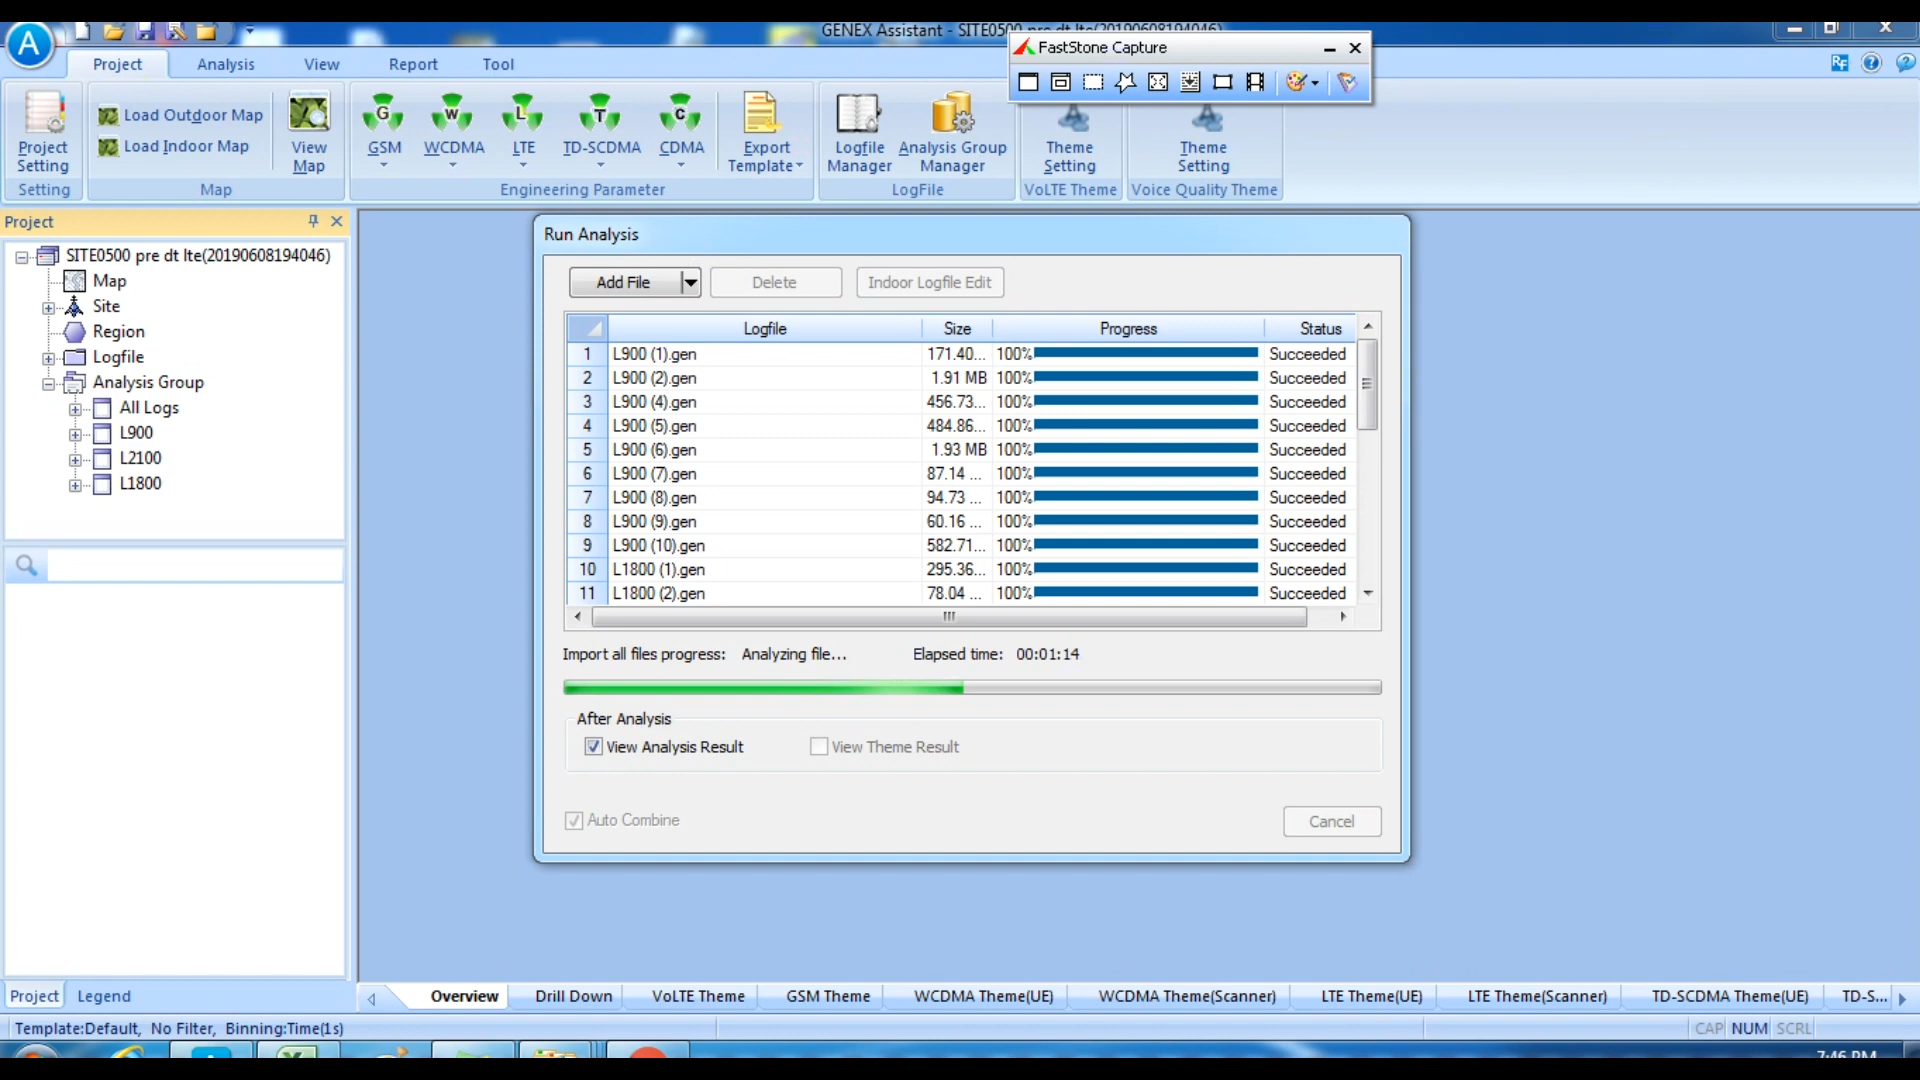 GENEX Assistant - SITE0500 pre dt lte(20190608194046)
FastStone Capture
Project Analysis View Report Tool
Load Outdoor Map
Load Indoor Map
Project Setting
View Map
GSM WCDMA LTE TD-SCDMA CDMA
Export Template
Logfile Manager
Analysis Group Manager
Theme Setting
Theme Setting
Setting Map Engineering Parameter LogFile VoLTE Theme Voice Quality Theme
Project
SITE0500 pre dt lte(20190608194046)
Map
Site
Region
Logfile
Analysis Group
All Logs
L900
L2100
L1800
Run Analysis
Add File Delete Indoor Logfile Edit
Logfile Size Progress Status
1 L900 (1).gen 171.40... 100% Succeeded
2 L900 (2).gen 1.91 MB 100% Succeeded
3 L900 (4).gen 456.73... 100% Succeeded
4 L900 (5).gen 484.86... 100% Succeeded
5 L900 (6).gen 1.93 MB 100% Succeeded
6 L900 (7).gen 87.14 ... 100% Succeeded
7 L900 (8).gen 94.73 ... 100% Succeeded
8 L900 (9).gen 60.16 ... 100% Succeeded
9 L900 (10).gen 582.71... 100% Succeeded
10 L1800 (1).gen 295.36... 100% Succeeded
11 L1800 (2).gen 78.04 ... 100% Succeeded
Import all files progress: Analyzing file... Elapsed time: 00:01:14
After Analysis
View Analysis Result View Theme Result
Auto Combine Cancel
Project Legend
Overview Drill Down VoLTE Theme GSM Theme WCDMA Theme(UE) WCDMA Theme(Scanner) LTE Theme(UE) LTE Theme(Scanner) TD-SCDMA Theme(UE) TD-S...
Template:Default, No Filter, Binning:Time(1s)
CAP NUM SCRL
7:46 PM